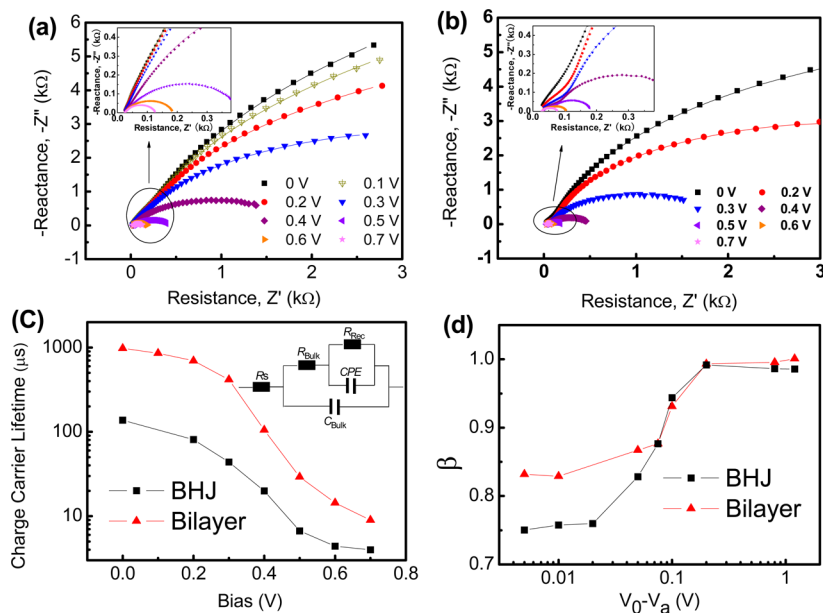 (a)
-Reactance, -Z'' (kΩ)
6
5
4
3
2
1
0
-1
0
1
2
3
Resistance, Z' (kΩ)
-Reactance, -Z'' (kΩ)
0.4
0.3
0.2
0.1
0.0
0.0 0.1 0.2 0.3
Resistance, Z' (kΩ)
0 V 0.1 V
0.2 V 0.3 V
0.4 V 0.5 V
0.6 V 0.7 V
(b)
-Reactance, -Z'' (kΩ)
6
5
4
3
2
1
0
-1
0
1
2
3
Resistance, Z' (kΩ)
-Reactance, -Z'' (kΩ)
0.4
0.3
0.2
0.1
0.0
0.0 0.1 0.2 0.3
Resistance, Z' (kΩ)
0 V 0.2 V
0.3 V 0.4 V
0.5 V 0.6 V
0.7 V
(C)
Charge Carrier Lifetime (μs)
1000
100
10
0.0 0.2 0.4 0.6 0.8
Bias (V)
BHJ
Bilayer
Rs
RBulk
RRec
CPE
CBulk
(d)
β
1.0
0.9
0.8
0.7
0.01 0.1 1
V0-Va (V)
BHJ
Bilayer